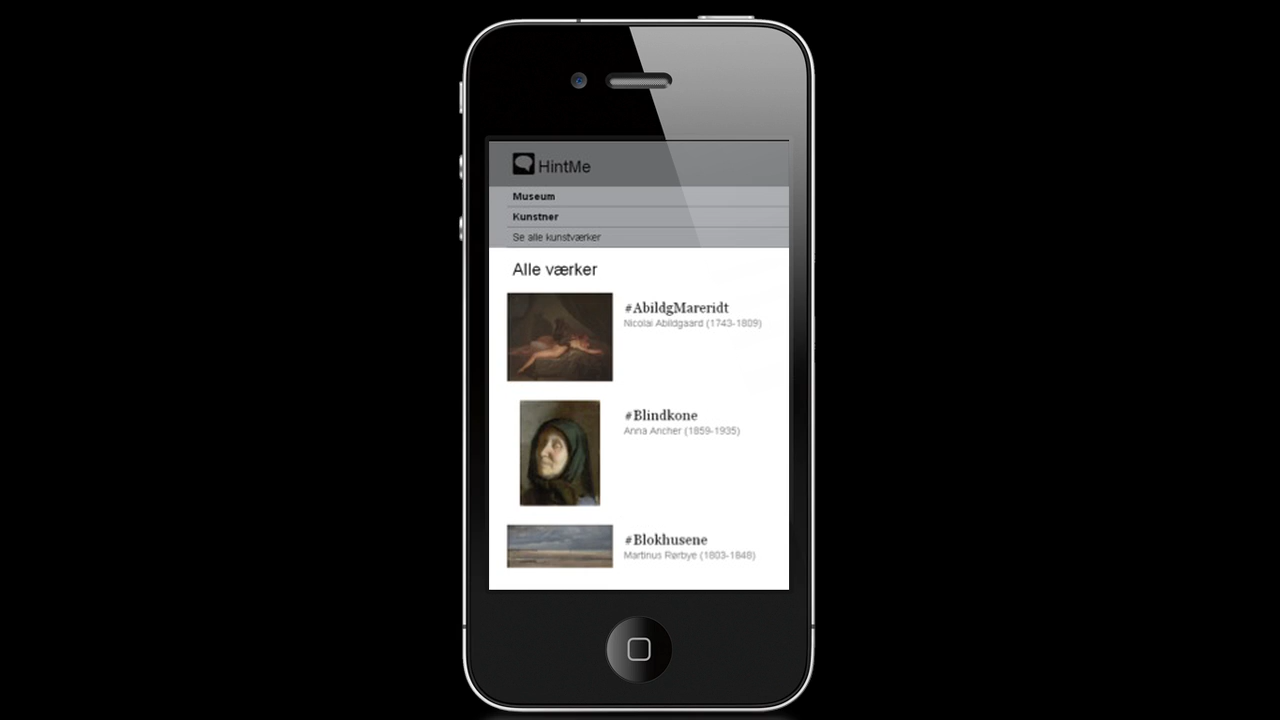 HintMe
Museum
Kunstner
Se alle kunstværker
Alle værker
#AbildgMareridt
Nicolai Abildgaard (1743-1809)
#Blindkone
Anna Ancher (1859-1935)
#Blokhusene
Martinus Rørbye (1803-1848)